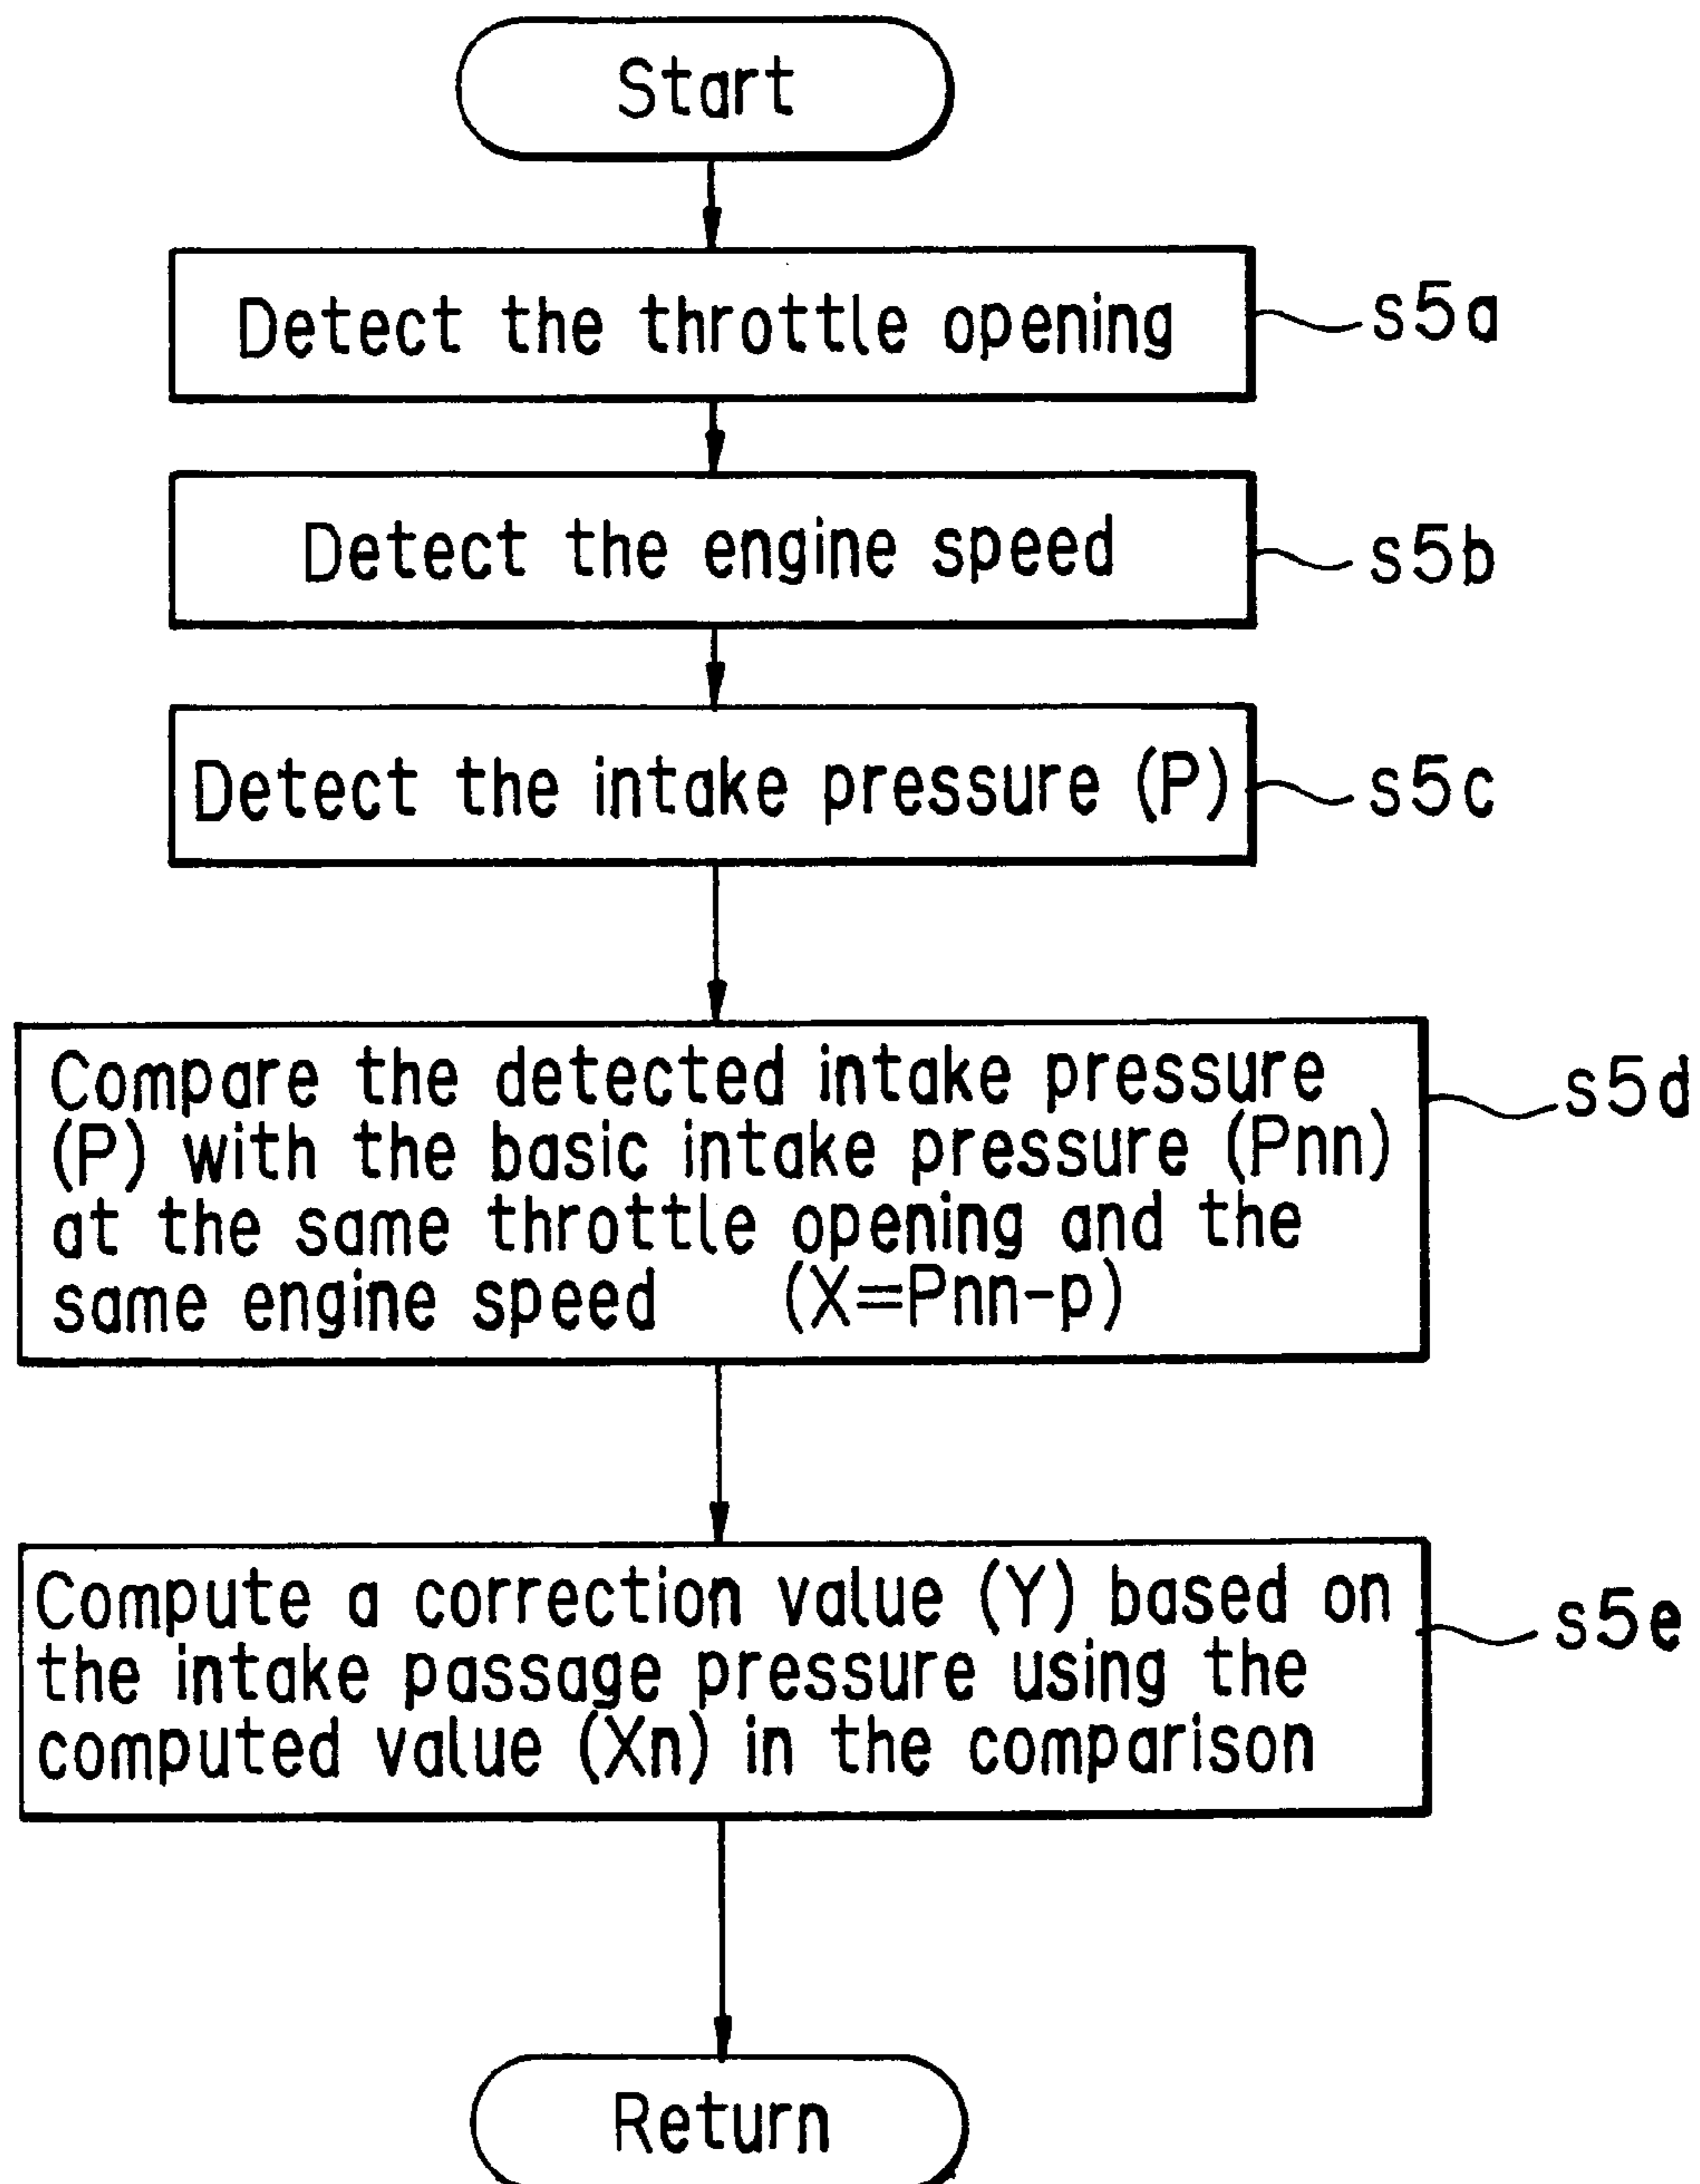 Start
Detect the throttle opening
s5a
Detect the engine speed
s5b
Detect the intake pressure (P)
s5c
Compare the detected intake pressure
(P) with the basic intake pressure (Pnn)
at the same throttle opening and the
same engine speed (X=Pnn-p)
s5d
Compute a correction value (Y) based on
the intake passage pressure using the
computed value (Xn) in the comparison
s5e
Return